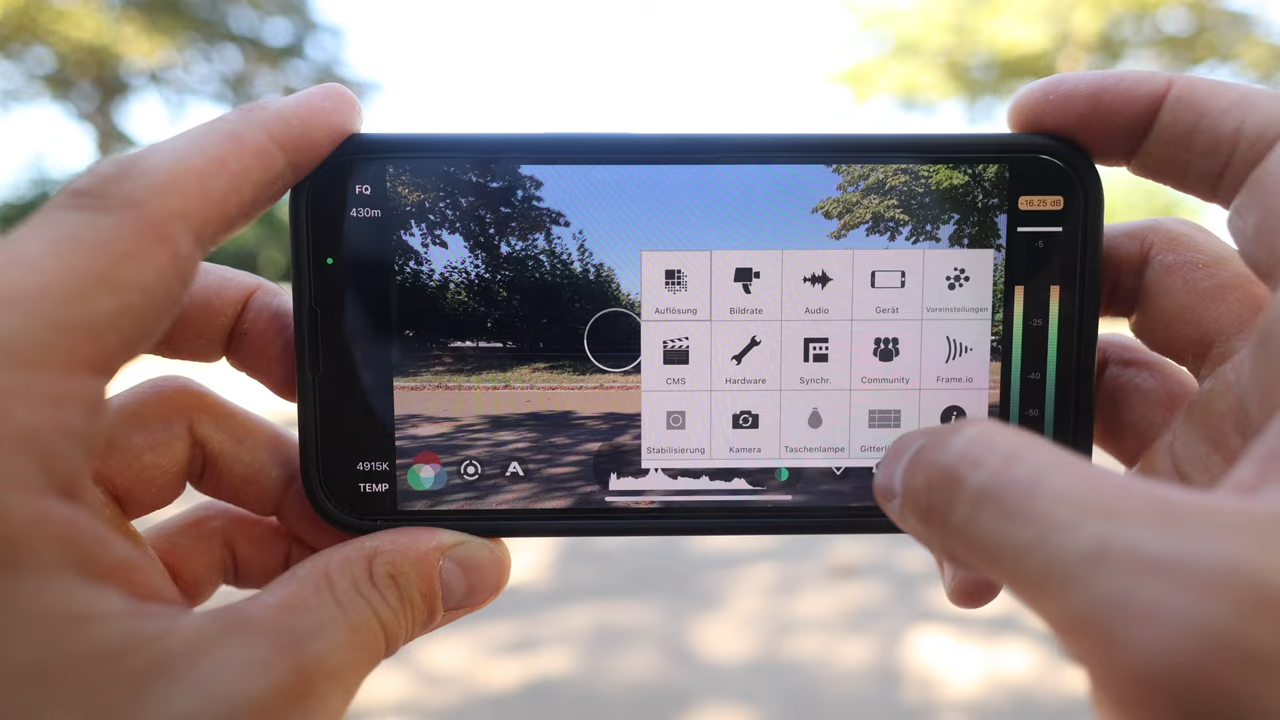 FQ
430m
-16.25 dB
-5
Auflösung
Bildrate
Audio
Gerät
Voreinstellungen
-25
CMS
Hardware
Synchr.
Community
Frame.io
-40
-50
Stabilisierung
Kamera
Taschenlampe
4915K
TEMP